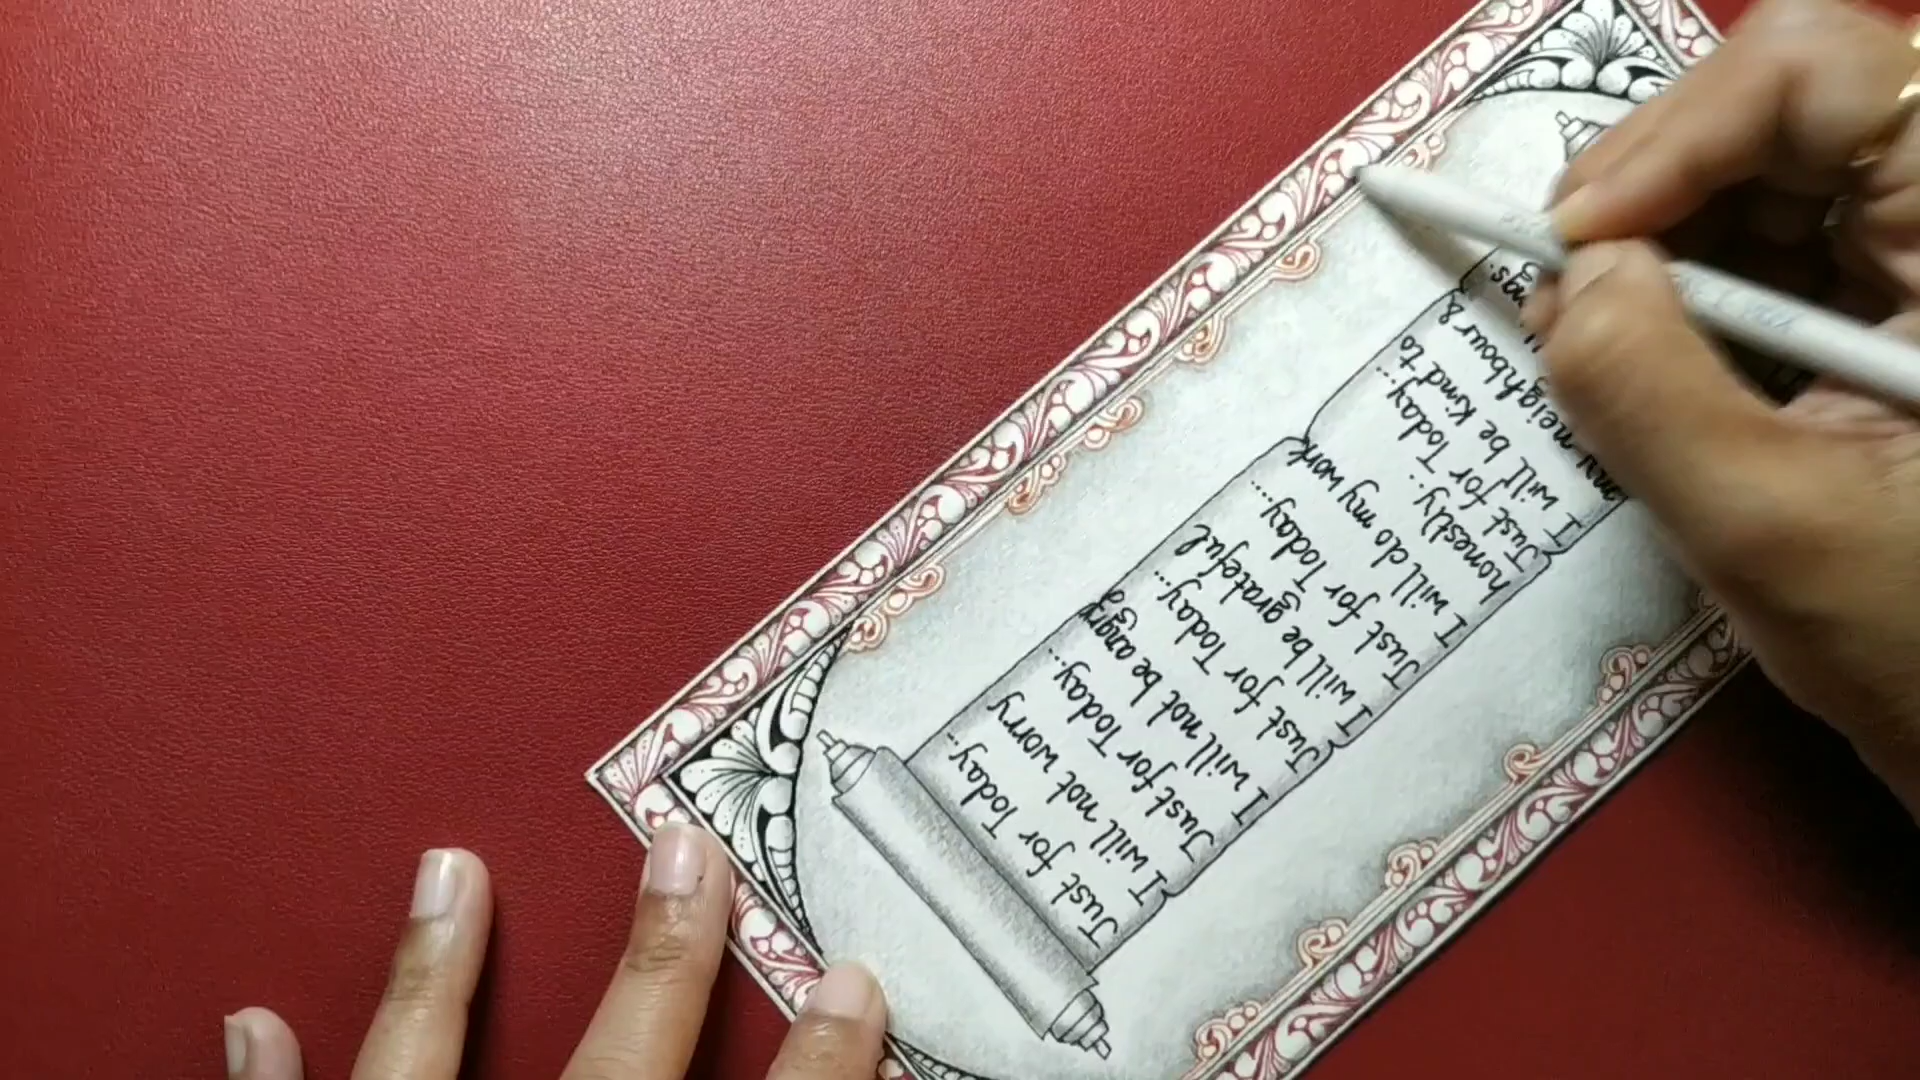 Just for Today..
I will not worry
Just for Today...
I will not be angry
Just for Today...
I will be grateful
Just for Today....
I will do my work
honestly..
Just for Today...
I will be kind to
my neighbour &